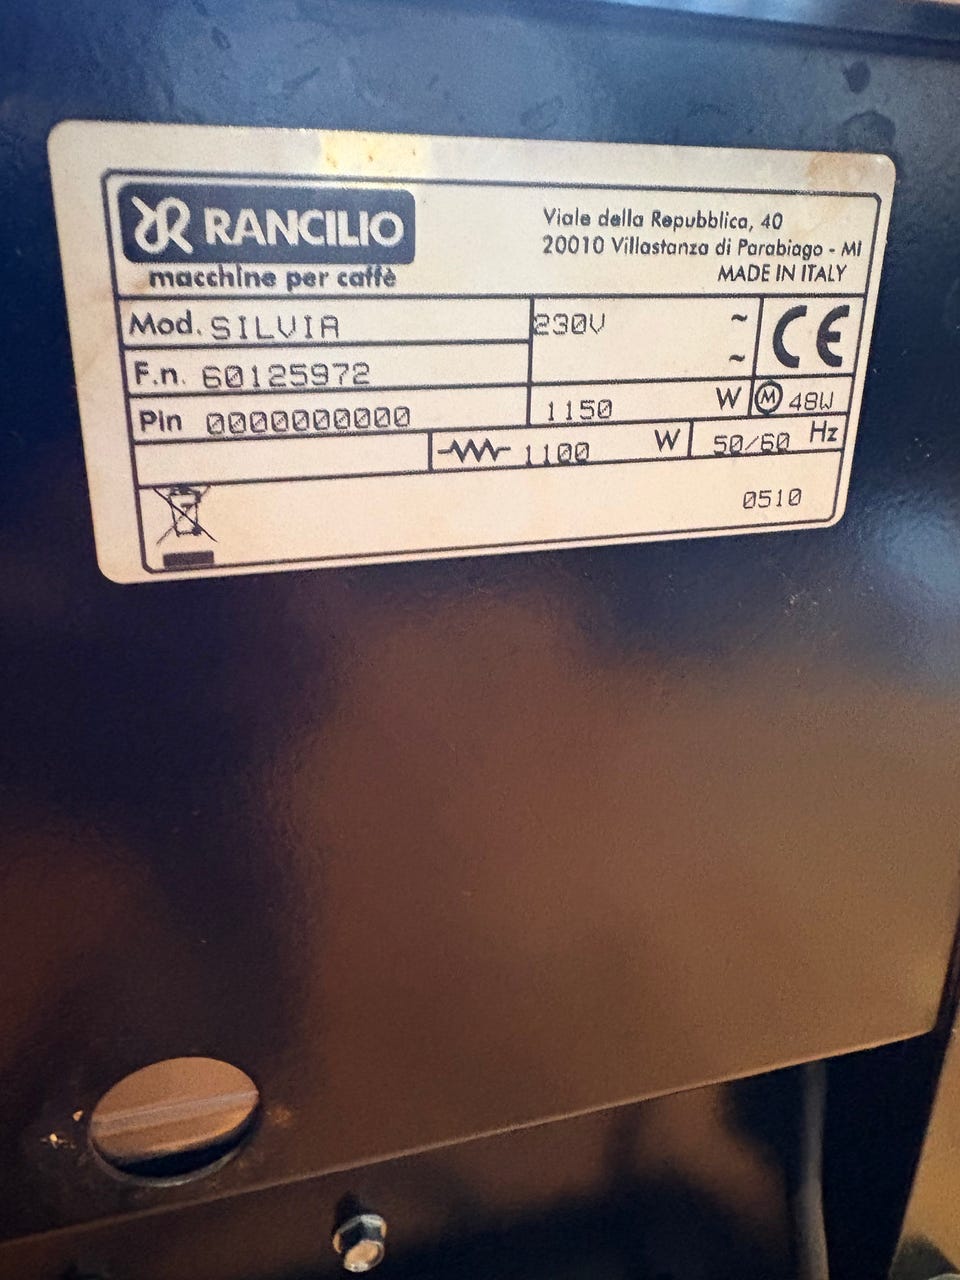 RANCILIO
macchine per caffè
Viale della Repubblica, 40
20010 Villastanza di Parabiago - MI
MADE IN ITALY
Mod. SILVIA
230V ~
~
CE
F.n. 60125972
Pin 0000000000
1150 W
M 48W
1100 W
50/60 Hz
0510